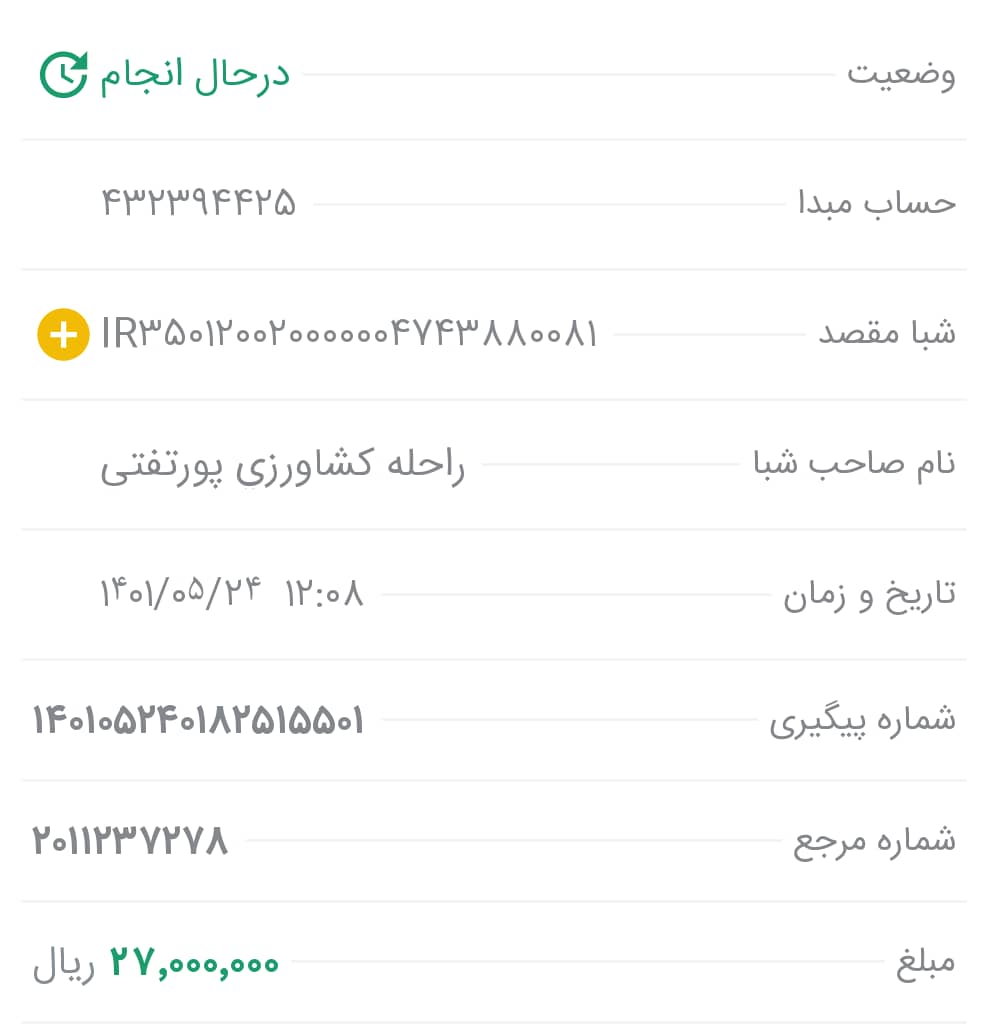 وضعیت درحال انجام
حساب مبدا ۴۳۲۳۹۴۴۲۵
شبا مقصد IR۳۵۰۱۲۰۰۲۰۰۰۰۰۰۴۷۴۳۸۸۰۰۸۱
نام صاحب شبا راحله کشاورزی پورتفتی
تاریخ و زمان ۱۴۰۱/۰۵/۲۴ ۱۲:۰۸
شماره پیگیری ۱۴۰۱۰۵۲۴۰۱۸۲۵۱۵۵۰۱
شماره مرجع ۲۰۱۱۲۳۷۲۷۸
مبلغ ۲۷,۰۰۰,۰۰۰ ریال